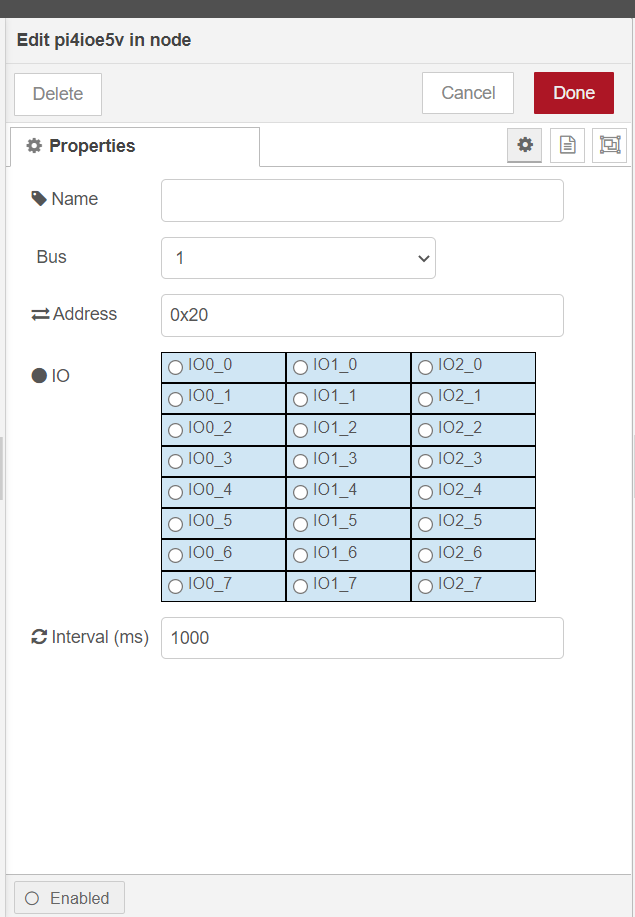 Edit pi4ioe5v in node
Delete Cancel Done
Properties
Name
Bus 1
Address 0x20
IO
IO0_0 IO1_0 IO2_0
IO0_1 IO1_1 IO2_1
IO0_2 IO1_2 IO2_2
IO0_3 IO1_3 IO2_3
IO0_4 IO1_4 IO2_4
IO0_5 IO1_5 IO2_5
IO0_6 IO1_6 IO2_6
IO0_7 IO1_7 IO2_7
Interval (ms) 1000
Enabled